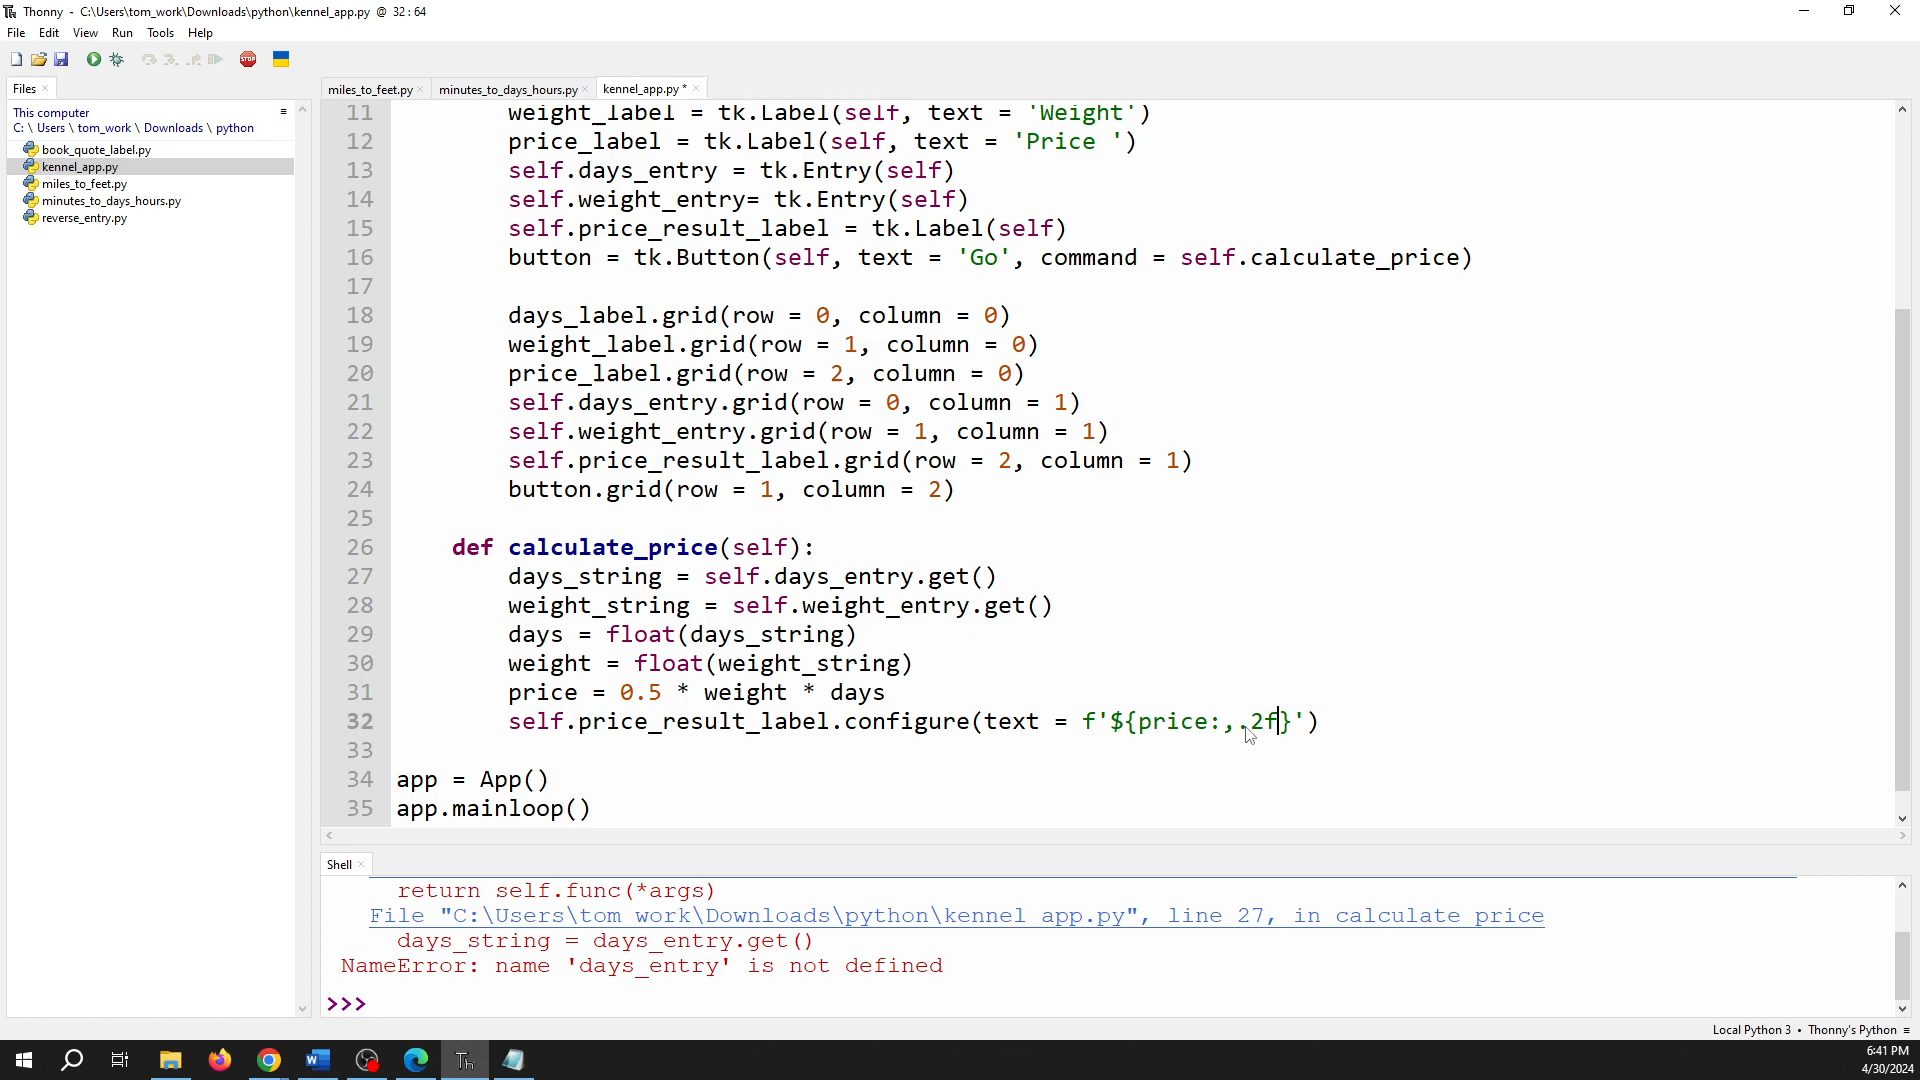 Thonny - C:\Users\tom_work\Downloads\python\kennel_app.py @ 32 : 64
File Edit View Run Tools Help
STOP
Files
This computer
C: \ Users \ tom_work \ Downloads \ python
book_quote_label.py
kennel_app.py
miles_to_feet.py
minutes_to_days_hours.py
reverse_entry.py
miles_to_feet.py minutes_to_days_hours.py kennel_app.py *
11 weight_label = tk.Label(self, text = 'Weight')
12 price_label = tk.Label(self, text = 'Price ')
13 self.days_entry = tk.Entry(self)
14 self.weight_entry= tk.Entry(self)
15 self.price_result_label = tk.Label(self)
16 button = tk.Button(self, text = 'Go', command = self.calculate_price)
17
18 days_label.grid(row = 0, column = 0)
19 weight_label.grid(row = 1, column = 0)
20 price_label.grid(row = 2, column = 0)
21 self.days_entry.grid(row = 0, column = 1)
22 self.weight_entry.grid(row = 1, column = 1)
23 self.price_result_label.grid(row = 2, column = 1)
24 button.grid(row = 1, column = 2)
25
26 def calculate_price(self):
27 days_string = self.days_entry.get()
28 weight_string = self.weight_entry.get()
29 days = float(days_string)
30 weight = float(weight_string)
31 price = 0.5 * weight * days
32 self.price_result_label.configure(text = f'${price:,.2f}')
33
34 app = App()
35 app.mainloop()
Shell
return self.func(*args)
File "C:\Users\tom_work\Downloads\python\kennel_app.py", line 27, in calculate_price
days_string = days_entry.get()
NameError: name 'days_entry' is not defined
>>>
Local Python 3 • Thonny's Python ≡
6:41 PM
4/30/2024